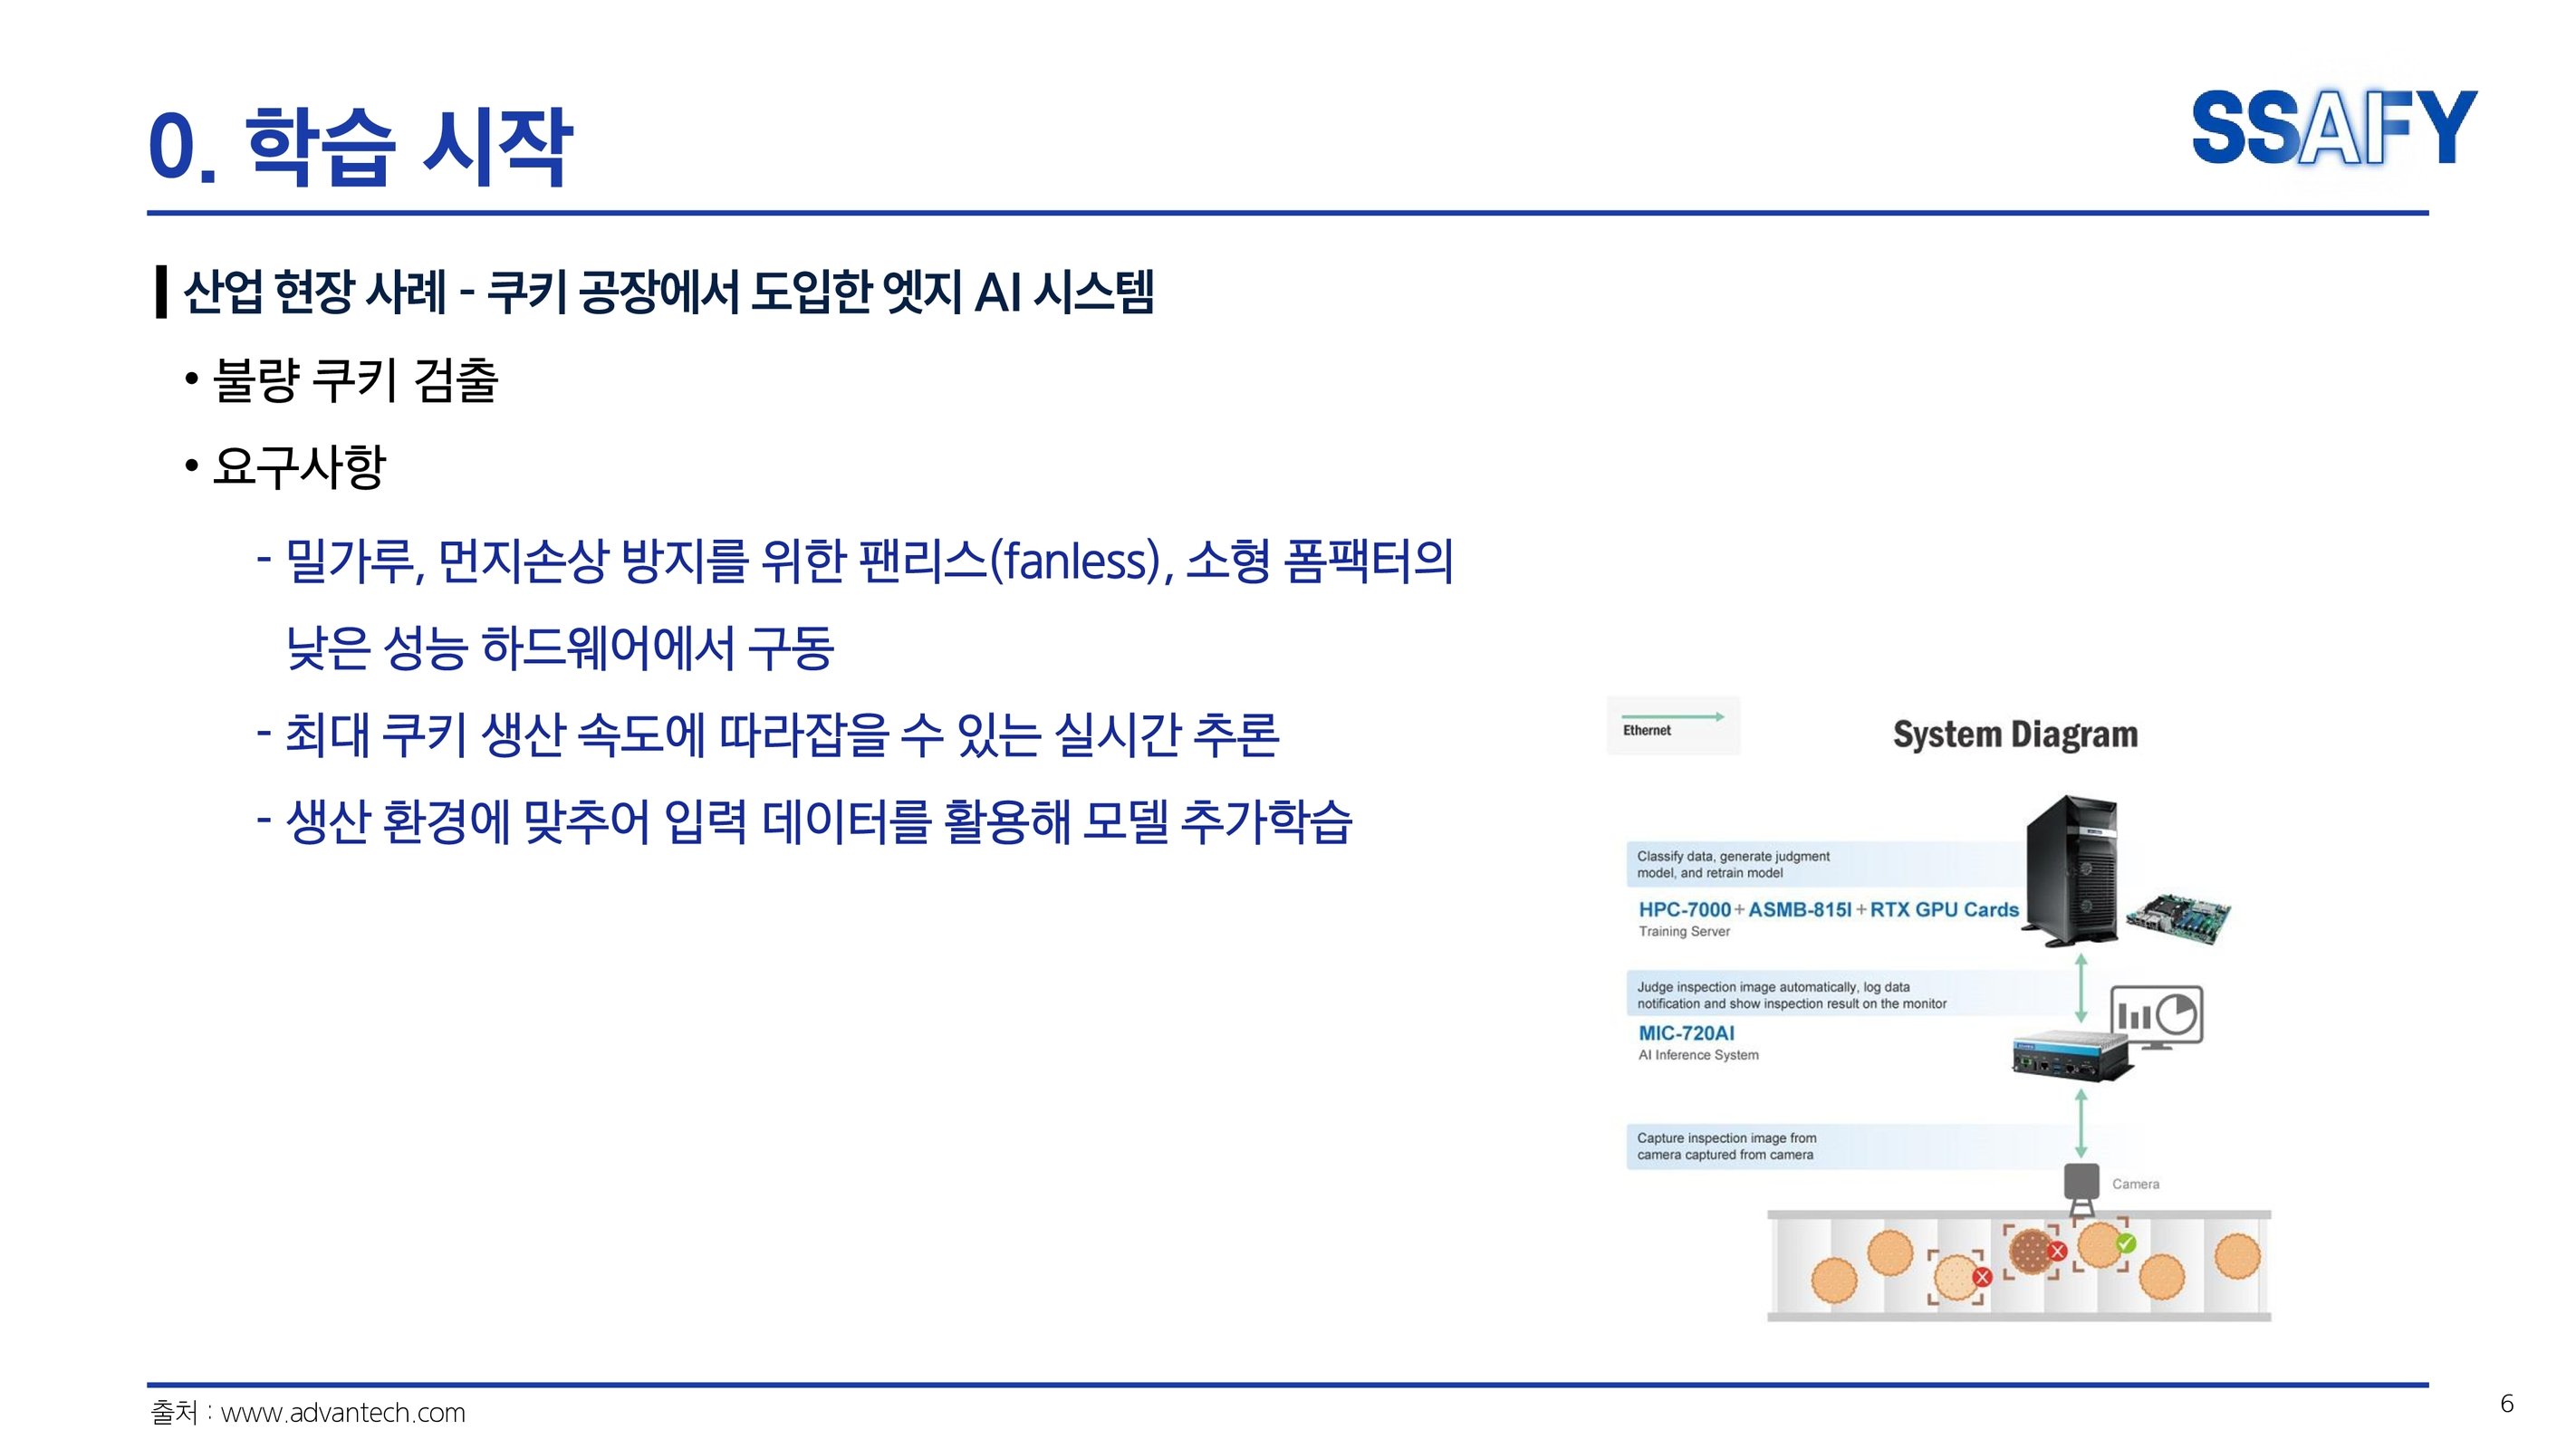 0. 학습 시작
SSAFY
산업 현장 사례 - 쿠키 공장에서 도입한 엣지 AI 시스템
• 불량 쿠키 검출
• 요구사항
- 밀가루, 먼지손상 방지를 위한 팬리스(fanless), 소형 폼팩터의
낮은 성능 하드웨어에서 구동
- 최대 쿠키 생산 속도에 따라잡을 수 있는 실시간 추론
- 생산 환경에 맞추어 입력 데이터를 활용해 모델 추가학습
Ethernet
System Diagram
Classify data, generate judgment
model, and retrain model
HPC-7000 + ASMB-815I + RTX GPU Cards
Training Server
Judge inspection image automatically, log data
notification and show inspection result on the monitor
MIC-720AI
AI Inference System
Capture inspection image from
camera captured from camera
Camera
출처 : www.advantech.com
6